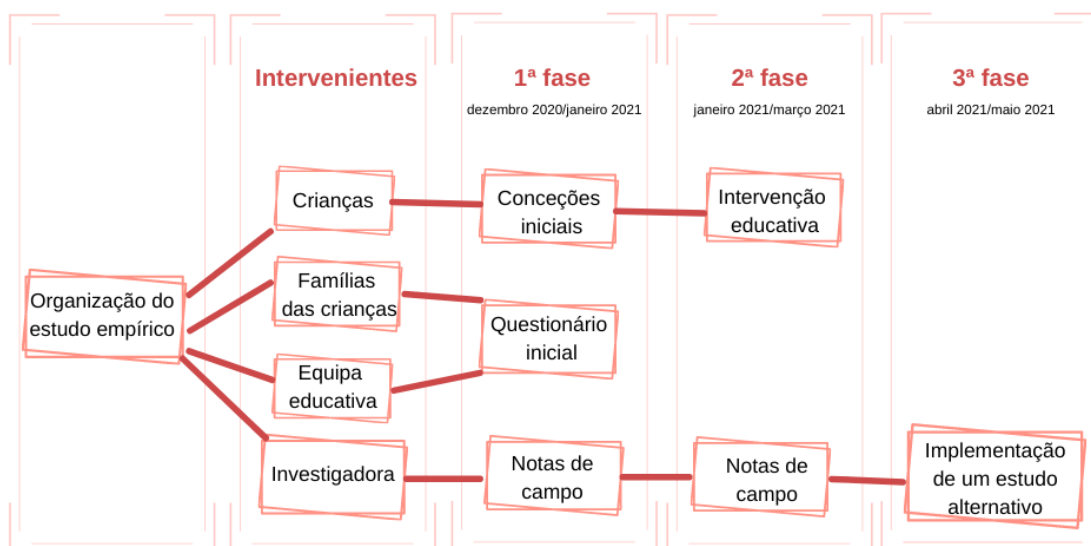 Intervenientes
1ª fase
2ª fase
3ª fase
dezembro 2020/janeiro 2021
janeiro 2021/março 2021
abril 2021/maio 2021
Organização do
estudo empírico
Crianças
Conceções
iniciais
Intervenção
educativa
Famílias
das crianças
Questionário
inicial
Equipa
educativa
Investigadora
Notas de
campo
Notas de
campo
Implementação
de um estudo
alternativo